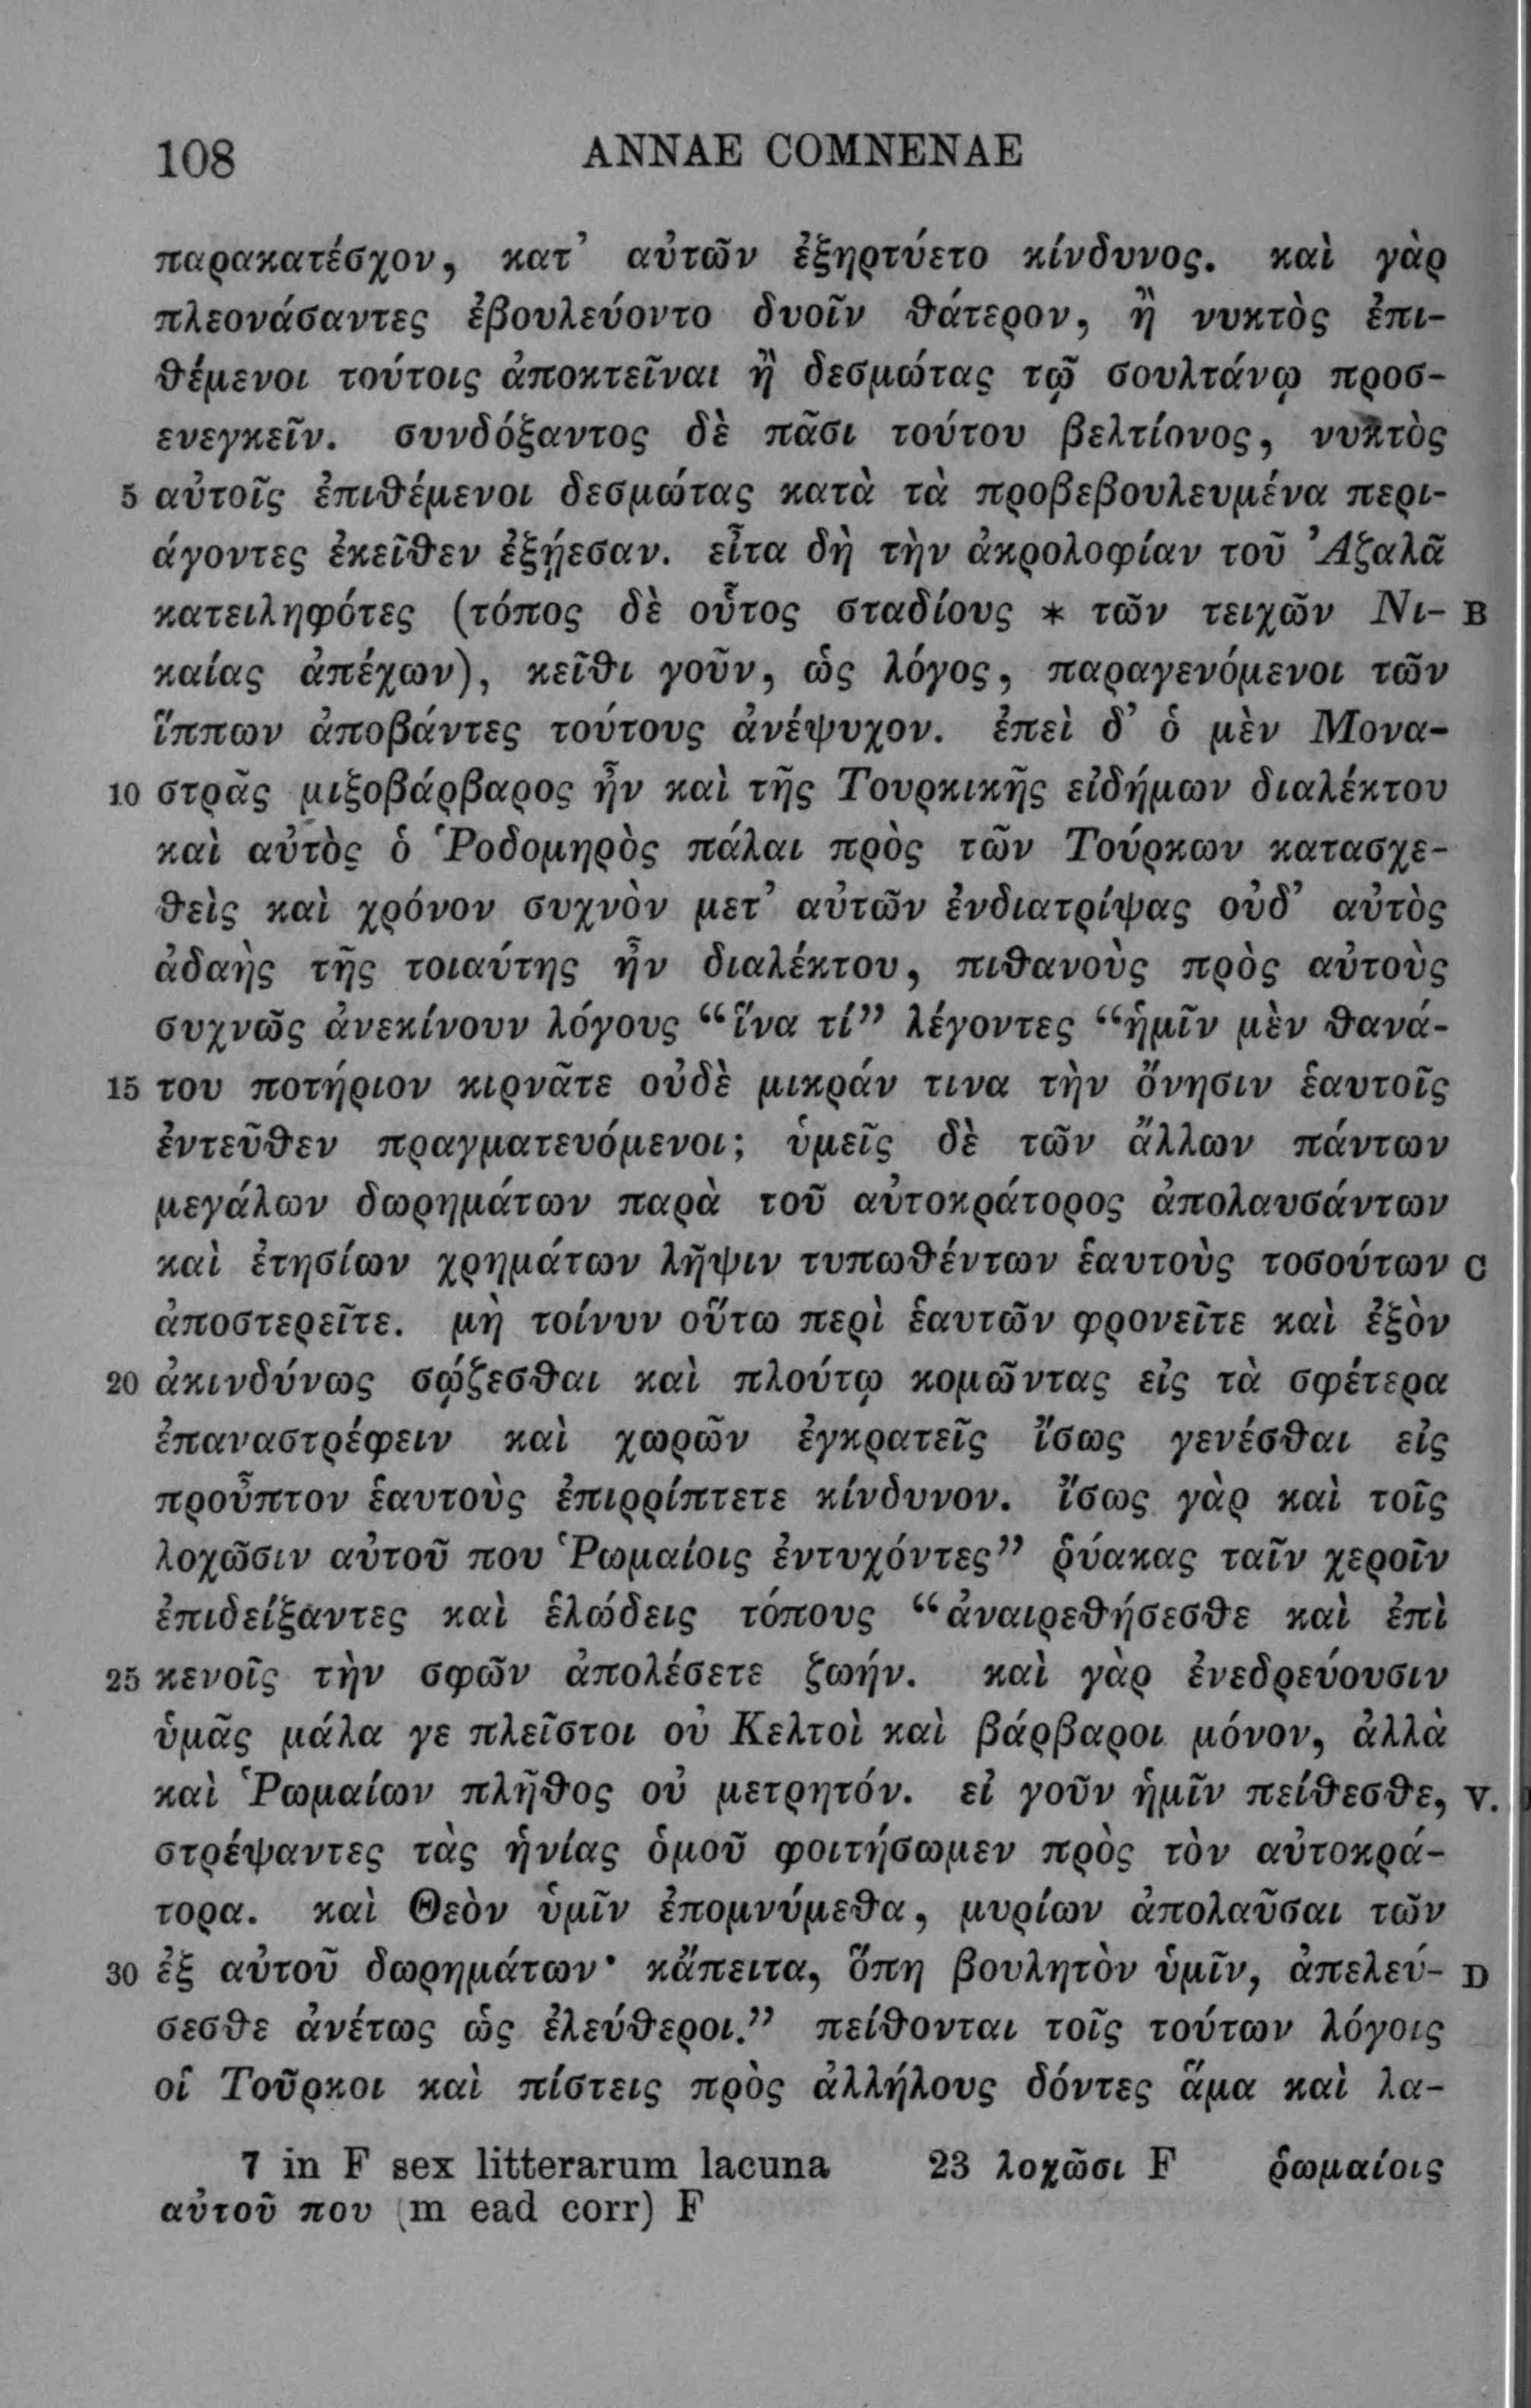 108 ANNAE COMNENAE
παρακατέσχον, κατ’ αὐτῶν ἐξηρτύετο κίνδυνος. καὶ γὰρ
πλεονάσαντες ἐβουλεύοντο δυοῖν θάτερον, ἢ νυκτὸς ἐπι-
θέμενοι τούτοις ἀποκτεῖναι ἢ δεσμώτας τῷ σουλτάνῳ προσ-
ενεγκεῖν. συνδόξαντος δὲ πᾶσι τούτου βελτίονος, νυκτὸς
5 αὐτοῖς ἐπιθέμενοι δεσμώτας κατὰ τὰ προβεβουλευμένα περι-
άγοντες ἐκεῖθεν ἐξῄεσαν. εἶτα δὴ τὴν ἀκρολοφίαν τοῦ Ἀζαλᾶ
κατειληφότες (τόπος δὲ οὗτος σταδίους * τῶν τειχῶν Νι- B
καίας ἀπέχων), κεῖθι γοῦν, ὡς λόγος, παραγενόμενοι τῶν
ἵππων ἀποβάντες τούτους ἀνέψυχον. ἐπεὶ δ’ ὁ μὲν Μονα-
10 στρᾶς μιξοβάρβαρος ἦν καὶ τῆς Τουρκικῆς εἰδήμων διαλέκτου
καὶ αὐτὸς ὁ Ῥοδομηρὸς πάλαι πρὸς τῶν Τούρκων κατασχε-
θεὶς καὶ χρόνον συχνὸν μετ’ αὐτῶν ἐνδιατρίψας οὐδ’ αὐτὸς
ἀδαὴς τῆς τοιαύτης ἦν διαλέκτου, πιθανοὺς πρὸς αὐτοὺς
συχνῶς ἀνεκίνουν λόγους “ἵνα τί” λέγοντες “ἡμῖν μὲν θανά-
15 του ποτήριον κιρνᾶτε οὐδὲ μικράν τινα τὴν ὄνησιν ἑαυτοῖς
ἐντεῦθεν πραγματευόμενοι; ὑμεῖς δὲ τῶν ἄλλων πάντων
μεγάλων δωρημάτων παρὰ τοῦ αὐτοκράτορος ἀπολαυσάντων
καὶ ἐτησίων χρημάτων λῆψιν τυπωθέντων ἑαυτοὺς τοσούτων C
ἀποστερεῖτε. μὴ τοίνυν οὕτω περὶ ἑαυτῶν φρονεῖτε καὶ ἐξὸν
20 ἀκινδύνως σῴζεσθαι καὶ πλούτῳ κομῶντας εἰς τὰ σφέτερα
ἐπαναστρέφειν καὶ χωρῶν ἐγκρατεῖς ἴσως γενέσθαι εἰς
προὖπτον ἑαυτοὺς ἐπιρρίπτετε κίνδυνον. ἴσως γὰρ καὶ τοῖς
λοχῶσιν αὐτοῦ που Ῥωμαίοις ἐντυχόντες” ῥύακας ταῖν χεροῖν
ἐπιδείξαντες καὶ ἑλώδεις τόπους “ἀναιρεθήσεσθε καὶ ἐπὶ
25 κενοῖς τὴν σφῶν ἀπολέσετε ζωήν. καὶ γὰρ ἐνεδρεύουσιν
ὑμᾶς μάλα γε πλεῖστοι οὐ Κελτοὶ καὶ βάρβαροι μόνον, ἀλλὰ
καὶ Ῥωμαίων πλῆθος οὐ μετρητόν. εἰ γοῦν ἡμῖν πείθεσθε, V.
στρέψαντες τὰς ἡνίας ὁμοῦ φοιτήσωμεν πρὸς τὸν αὐτοκρά-
τορα. καὶ Θεὸν ὑμῖν ἐπομνύμεθα, μυρίων ἀπολαῦσαι τῶν
30 ἐξ αὐτοῦ δωρημάτων· κἄπειτα, ὅπη βουλητὸν ὑμῖν, ἀπελεύ- D
σεσθε ἀνέτως ὡς ἐλεύθεροι.” πείθονται τοῖς τούτων λόγοις
οἱ Τοῦρκοι καὶ πίστεις πρὸς ἀλλήλους δόντες ἅμα καὶ λα-
7 in F sex litterarum lacuna 23 λοχῶσι F ῥωμαίοις
αὐτοῦ που (m ead corr) F